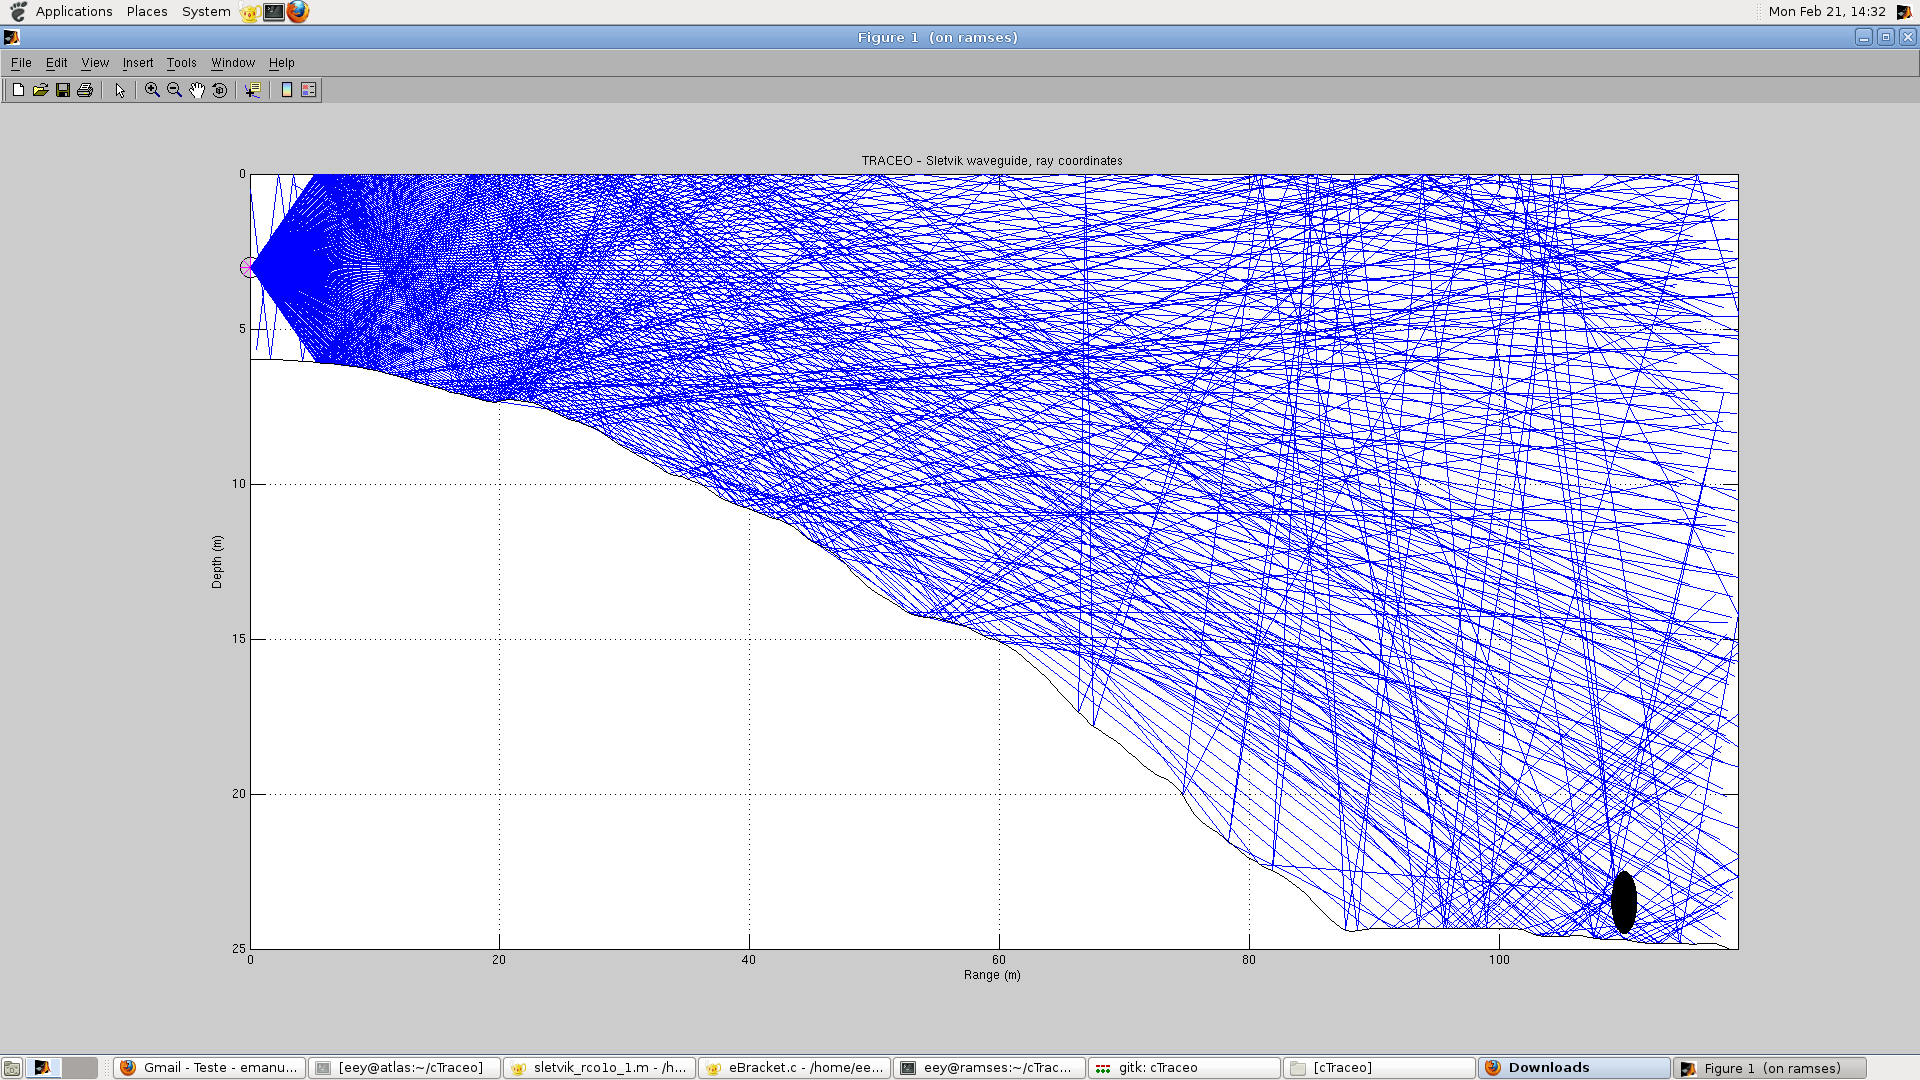 Applications Places System Mon Feb 21, 14:32
Figure 1 (on ramses)
File Edit View Insert Tools Window Help
TRACEO - Sletvik waveguide, ray coordinates
0
5
10
15
20
25
Depth (m)
0 20 40 60 80 100
Range (m)
Gmail - Teste - emanu... [eey@atlas:~/cTraceo] sletvik_rco1o_1.m - /h... eBracket.c - /home/ee... eey@ramses:~/cTrac... gitk: cTraceo [cTraceo] Downloads Figure 1 (on ramses)